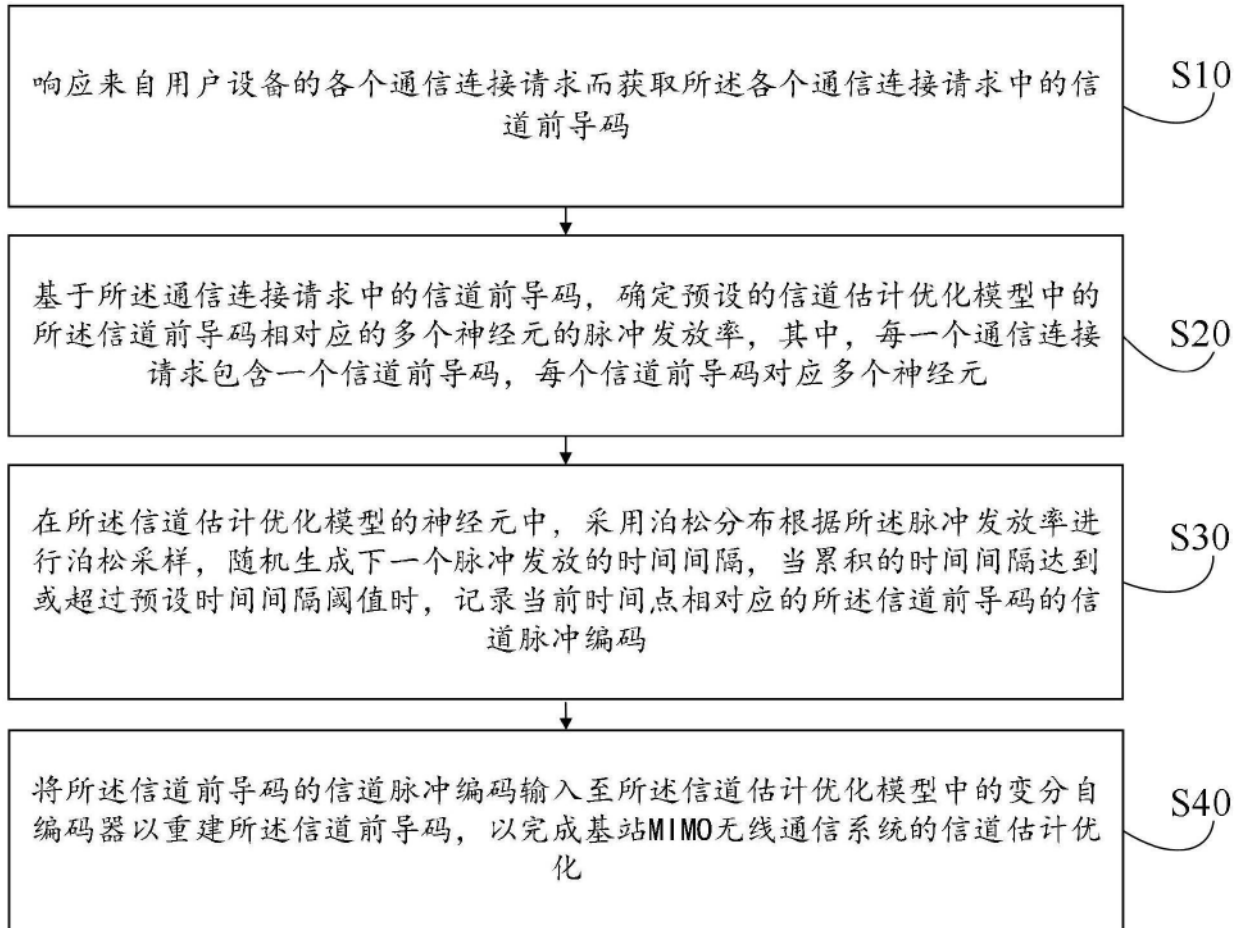 响应来自用户设备的各个通信连接请求而获取所述各个通信连接请求中的信
道前导码
S10
基于所述通信连接请求中的信道前导码，确定预设的信道估计优化模型中的
所述信道前导码相对应的多个神经元的脉冲发放率，其中，每一个通信连接
请求包含一个信道前导码，每个信道前导码对应多个神经元
S20
在所述信道估计优化模型的神经元中，采用泊松分布根据所述脉冲发放率进
行泊松采样，随机生成下一个脉冲发放的时间间隔，当累积的时间间隔达到
或超过预设时间间隔阈值时，记录当前时间点相对应的所述信道前导码的信
道脉冲编码
S30
将所述信道前导码的信道脉冲编码输入至所述信道估计优化模型中的变分自
编码器以重建所述信道前导码，以完成基站MIMO无线通信系统的信道估计优
化
S40